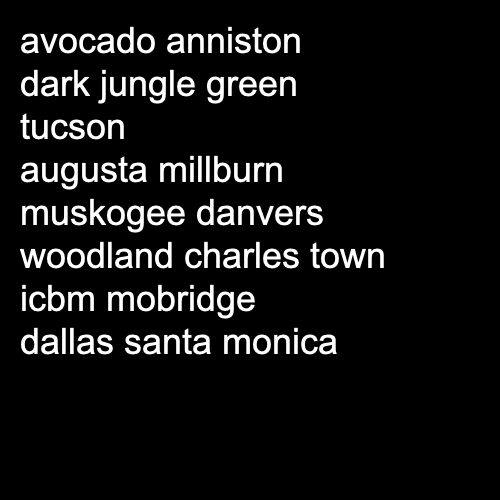 avocado anniston
dark jungle green
tucson
augusta millburn
muskogee danvers
woodland charles town
icbm mobridge
dallas santa monica